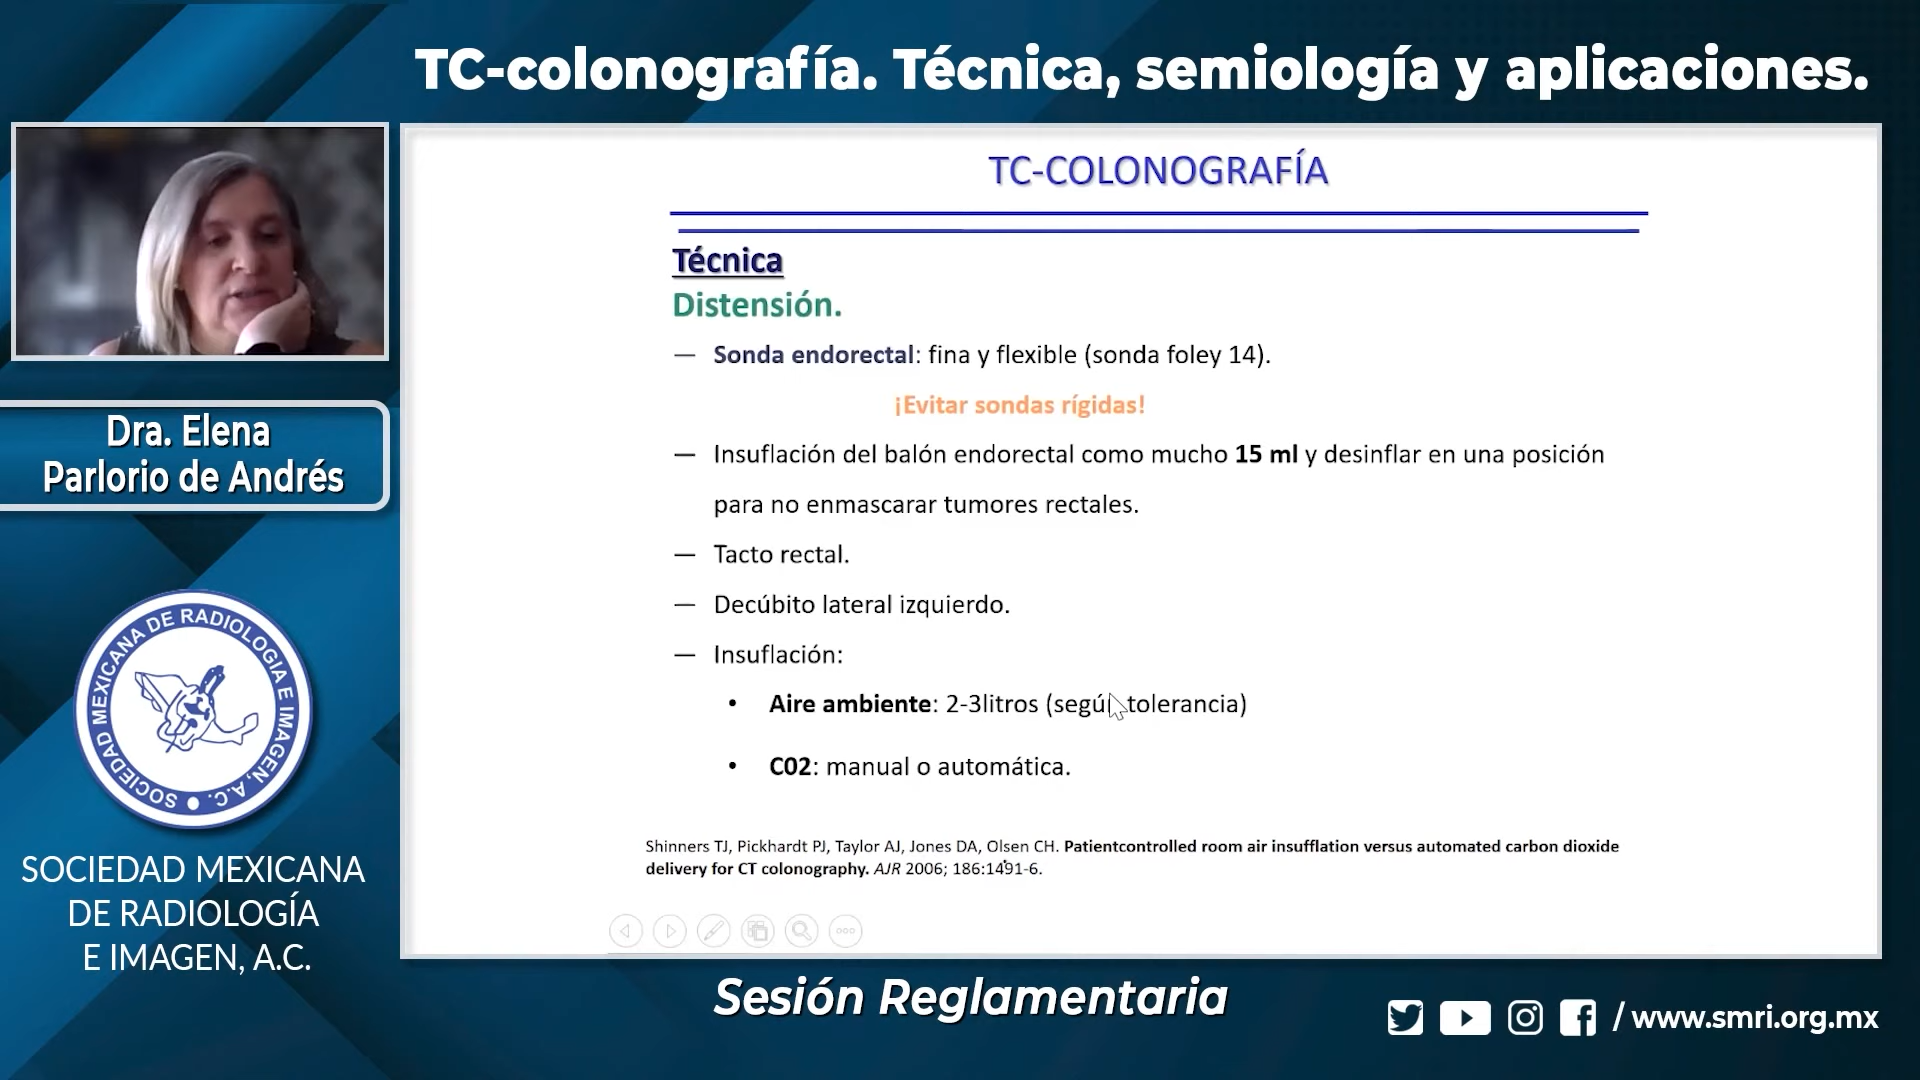 TC-colonografía. Técnica, semiología y aplicaciones.
TC-COLONOGRAFÍA
Técnica
Distensión.
— Sonda endorectal: fina y flexible (sonda foley 14).
¡Evitar sondas rígidas!
— Insuflación del balón endorectal como mucho 15 ml y desinflar en una posición
para no enmascarar tumores rectales.
— Tacto rectal.
— Decúbito lateral izquierdo.
— Insuflación:
• Aire ambiente: 2-3litros (según tolerancia)
• C02: manual o automática.
Shinners TJ, Pickhardt PJ, Taylor AJ, Jones DA, Olsen CH. Patientcontrolled room air insufflation versus automated carbon dioxide
delivery for CT colonography. AJR 2006; 186:1491-6.
Dra. Elena
Parlorio de Andrés
SOCIEDAD MEXICANA DE RADIOLOGIA E IMAGEN, A.C.
SOCIEDAD MEXICANA
DE RADIOLOGÍA
E IMAGEN, A.C.
Sesión Reglamentaria
/ www.smri.org.mx